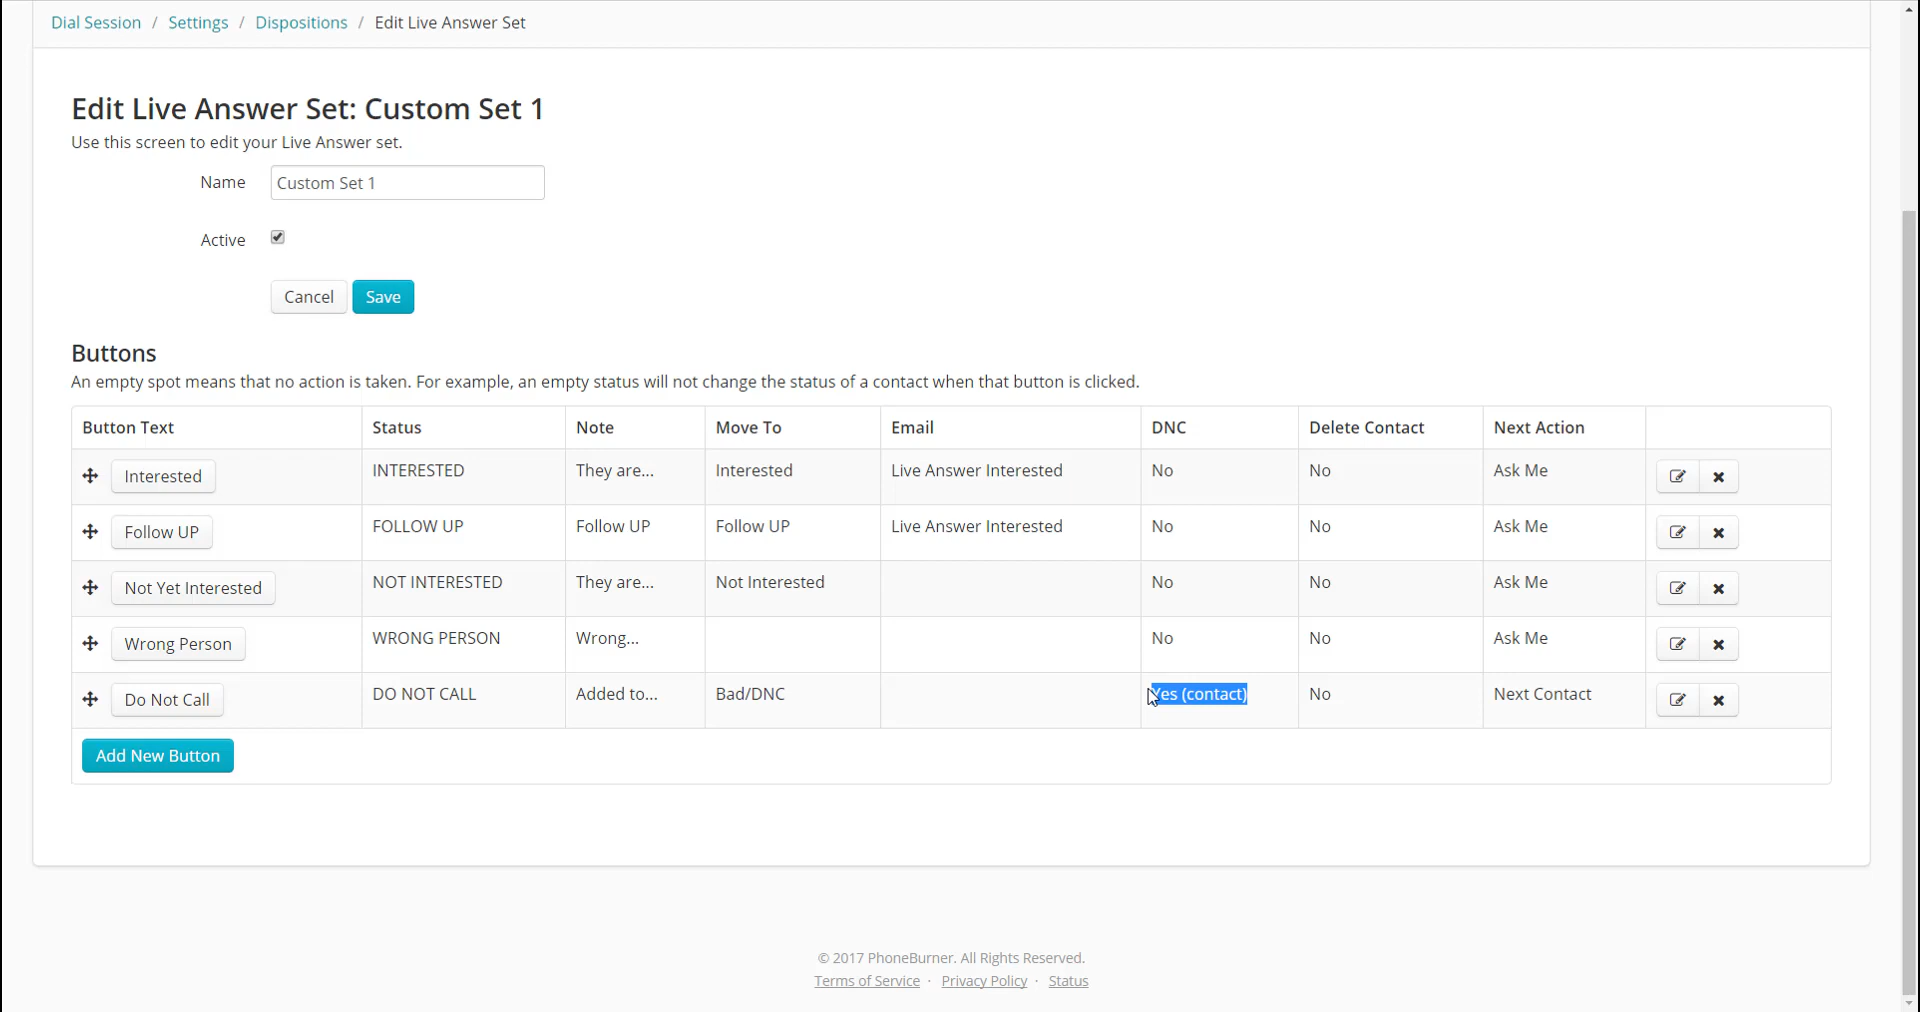 Dial Session / Settings / Dispositions / Edit Live Answer Set
Edit Live Answer Set: Custom Set 1
Use this screen to edit your Live Answer set.
Name Custom Set 1
Active
Cancel Save
Buttons
An empty spot means that no action is taken. For example, an empty status will not change the status of a contact when that button is clicked.
Button Text Status Note Move To Email DNC Delete Contact Next Action
Interested INTERESTED They are... Interested Live Answer Interested No No Ask Me
Follow UP FOLLOW UP Follow UP Follow UP Live Answer Interested No No Ask Me
Not Yet Interested NOT INTERESTED They are... Not Interested No No Ask Me
Wrong Person WRONG PERSON Wrong... No No Ask Me
Do Not Call DO NOT CALL Added to... Bad/DNC Yes (contact) No Next Contact
Add New Button
© 2017 PhoneBurner. All Rights Reserved.
Terms of Service · Privacy Policy · Status